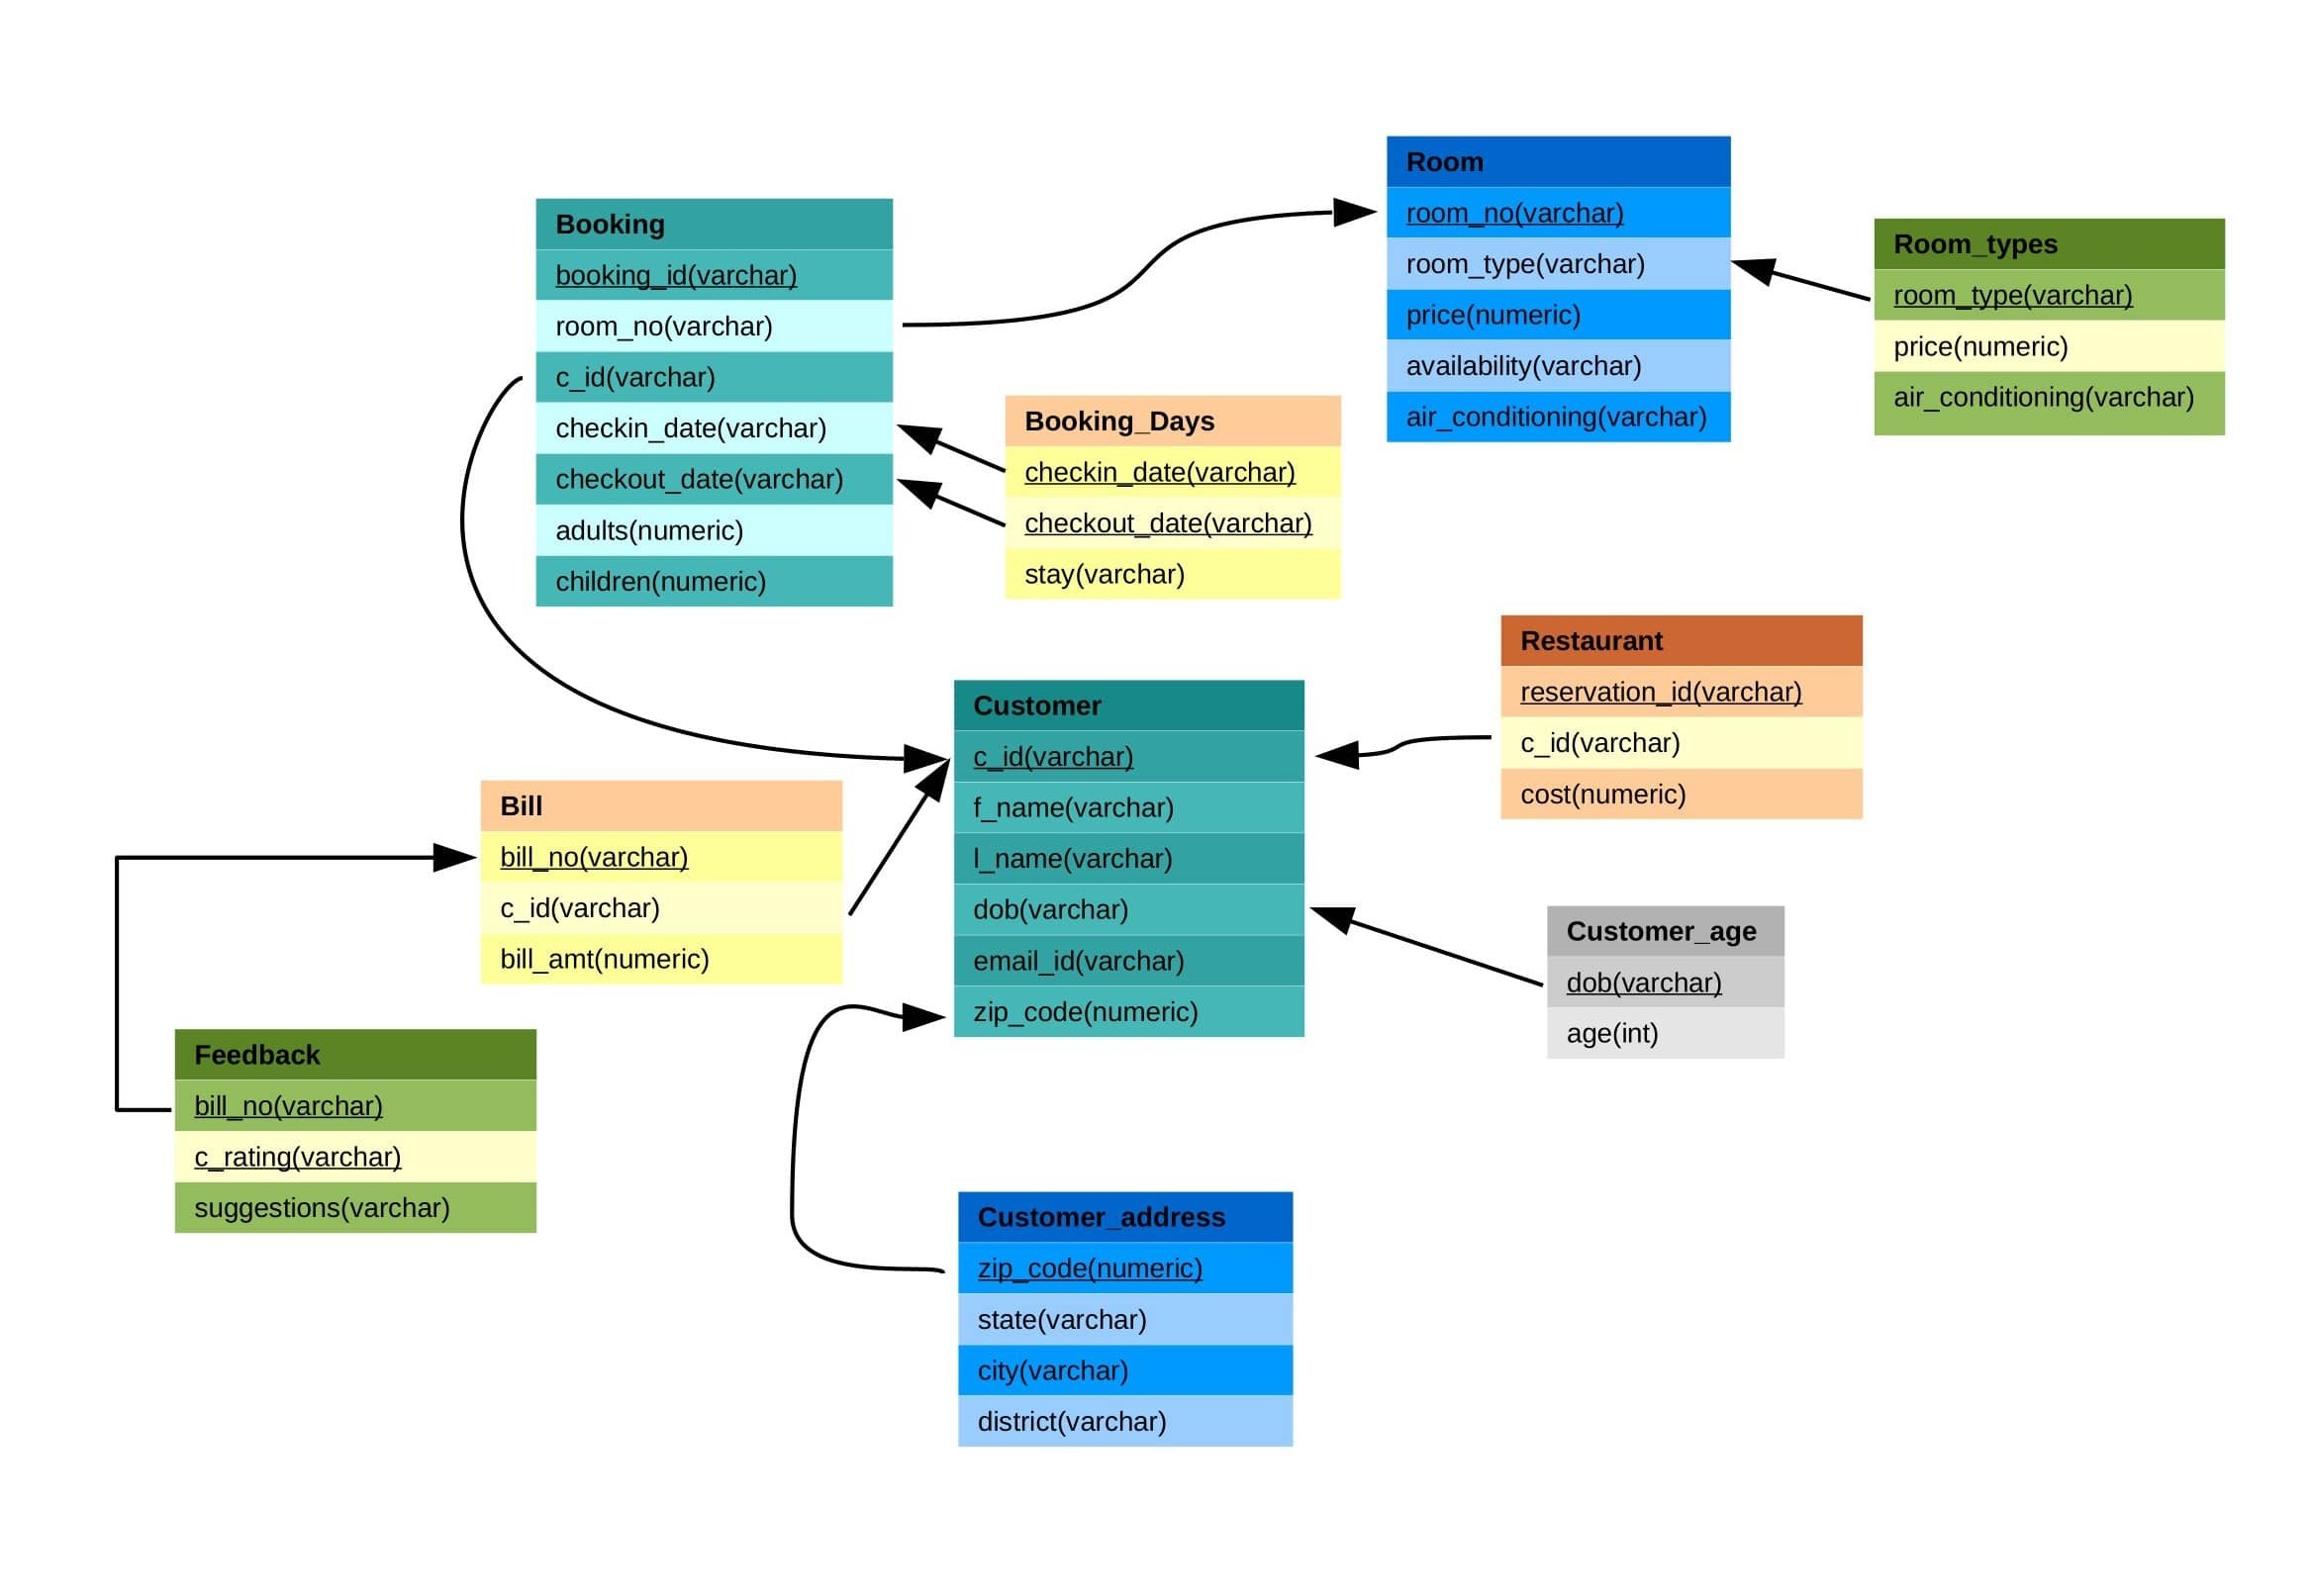 Room
room_no(varchar)
room_type(varchar)
price(numeric)
availability(varchar)
air_conditioning(varchar)
Booking
booking_id(varchar)
room_no(varchar)
c_id(varchar)
checkin_date(varchar)
checkout_date(varchar)
adults(numeric)
children(numeric)
Room_types
room_type(varchar)
price(numeric)
air_conditioning(varchar)
Booking_Days
checkin_date(varchar)
checkout_date(varchar)
stay(varchar)
Restaurant
reservation_id(varchar)
c_id(varchar)
cost(numeric)
Customer
c_id(varchar)
f_name(varchar)
l_name(varchar)
dob(varchar)
email_id(varchar)
zip_code(numeric)
Bill
bill_no(varchar)
c_id(varchar)
bill_amt(numeric)
Customer_age
dob(varchar)
age(int)
Feedback
bill_no(varchar)
c_rating(varchar)
suggestions(varchar)
Customer_address
zip_code(numeric)
state(varchar)
city(varchar)
district(varchar)